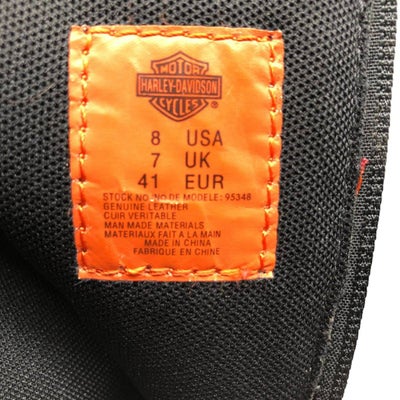 MOTOR
HARLEY-DAVIDSON
CYCLES
8 USA
7 UK
41 EUR
STOCK NO·NO DE MODELE: 95348
GENUINE LEATHER
CUIR VERITABLE
MAN MADE MATERIALS
MATERIAUX FAIT A LA MAIN
MADE IN CHINA
FABRIQUE EN CHINE